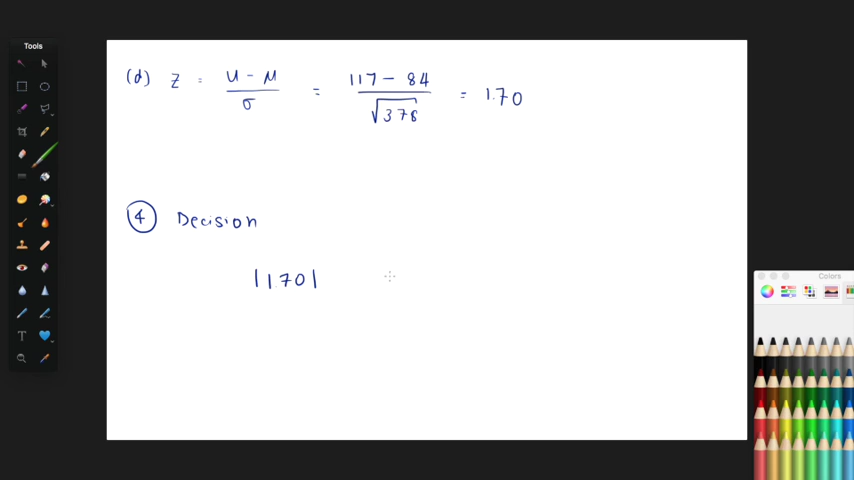 Tools
(d) Z = U - M / σ = 117 - 84 / √378 = 1.70
④ Decision
|1.70|
Colors